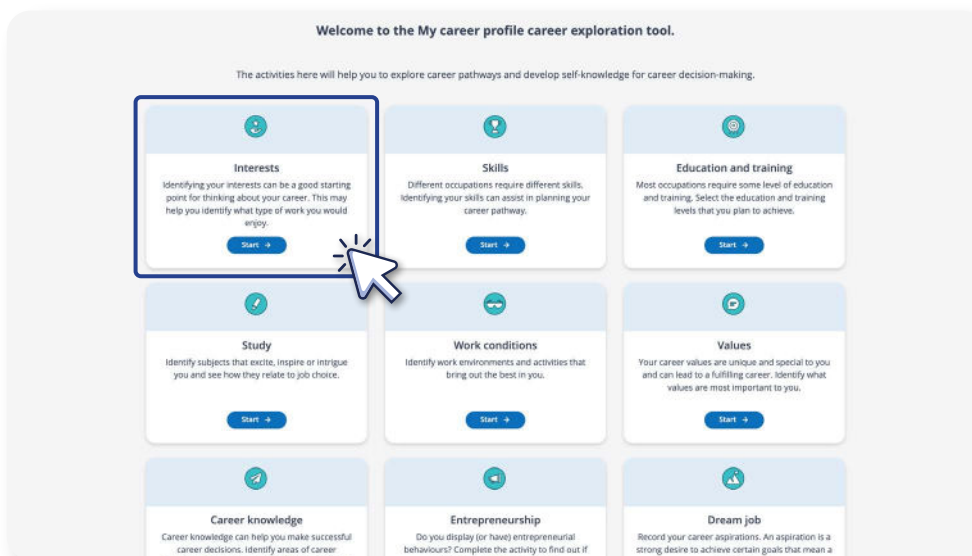 Welcome to the My career profile career exploration tool.
The activities here will help you to explore career pathways and develop self-knowledge for career decision-making.
Interests
Identifying your interests can be a good starting
point for thinking about your career. This may
help you identify what type of work you would
enjoy.
Start →
Skills
Different occupations require different skills.
Identifying your skills can assist in planning your
career pathway.
Start →
Education and training
Most occupations require some level of education
and training. Select the education and training
levels that you plan to achieve.
Start →
Study
Identify subjects that excite, inspire or intrigue
you and see how they relate to job choice.
Start →
Work conditions
Identify work environments and activities that
bring out the best in you.
Start →
Values
Your career values are unique and special to you
and can lead to a fulfilling career. Identify what
values are most important to you.
Start →
Career knowledge
Career knowledge can help you make successful
career decisions. Identify areas of career
Entrepreneurship
Do you display (or have) entrepreneurial
behaviours? Complete the activity to find out if
Dream job
Record your career aspirations. An aspiration is a
strong desire to achieve certain goals that mean a